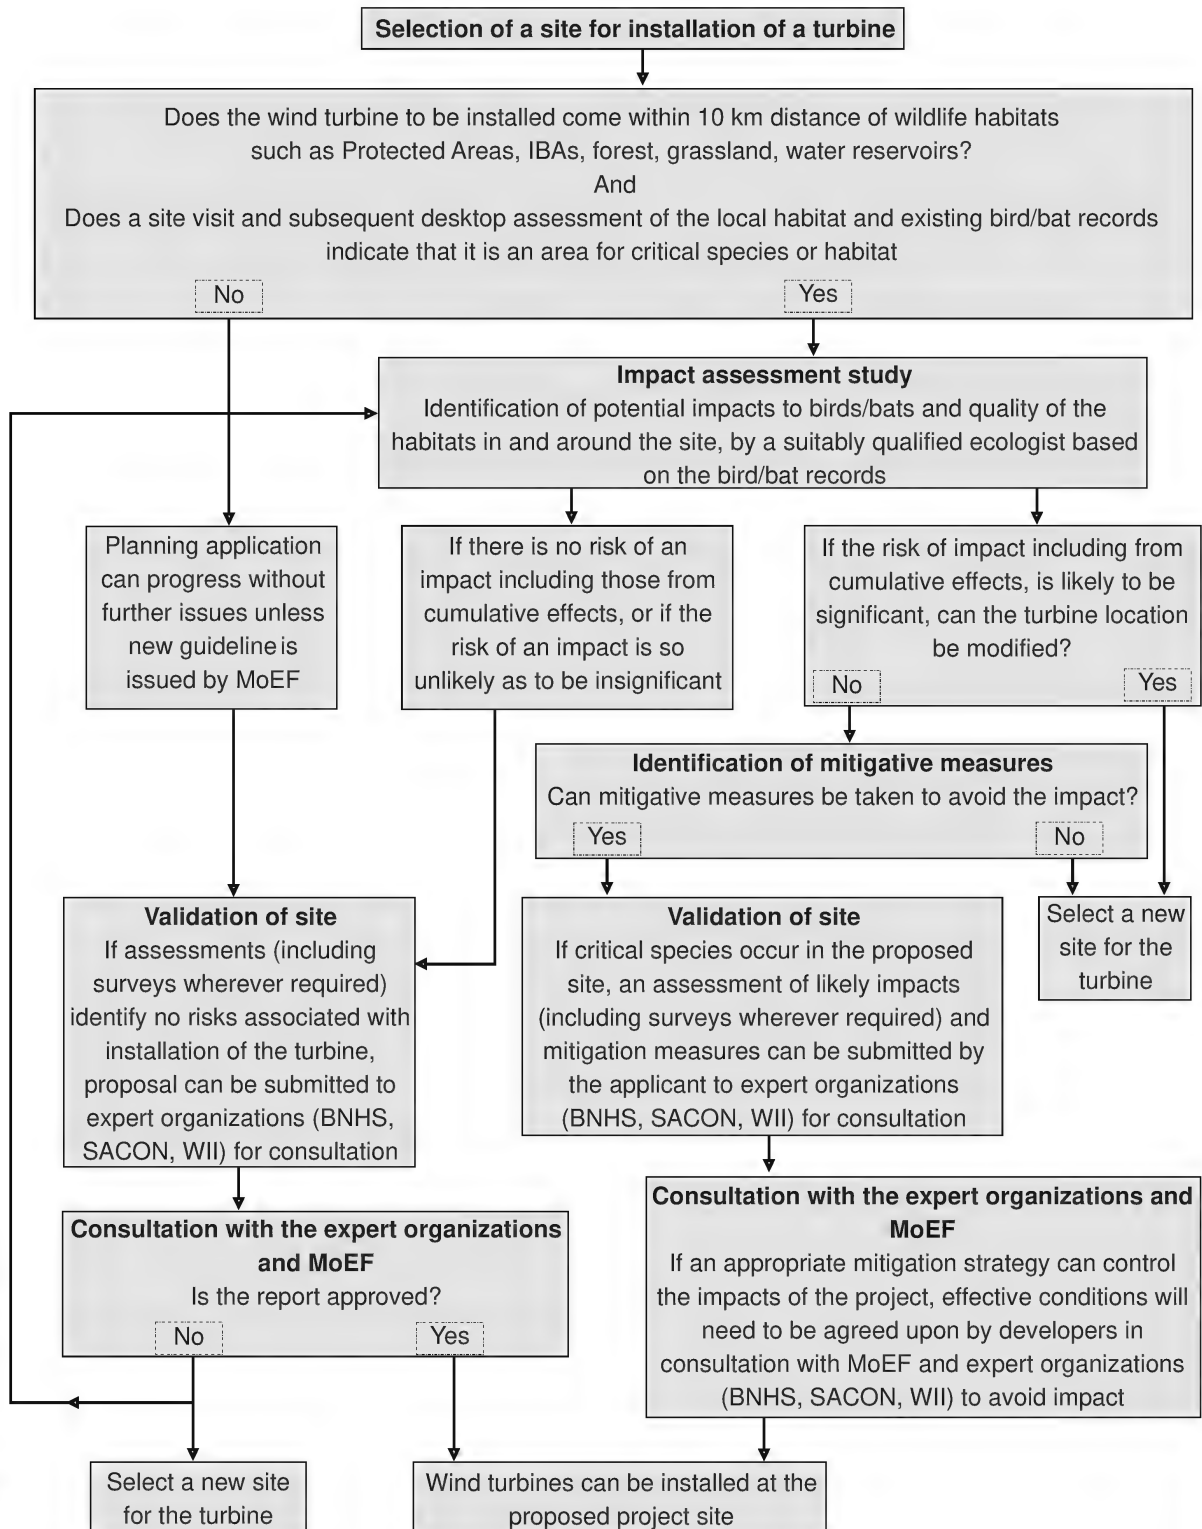 Selection of a site for installation of a turbine
Does the wind turbine to be installed come within 10 km distance of wildlife habitats
such as Protected Areas, IBAs, forest, grassland, water reservoirs?
And
Does a site visit and subsequent desktop assessment of the local habitat and existing bird/bat records
indicate that it is an area for critical species or habitat
No
Yes
Impact assessment study
Identification of potential impacts to birds/bats and quality of the
habitats in and around the site, by a suitably qualified ecologist based
on the bird/bat records
Planning application
can progress without
further issues unless
new guideline is
issued by MoEF
If there is no risk of an
impact including those from
cumulative effects, or if the
risk of an impact is so
unlikely as to be insignificant
If the risk of impact including from
cumulative effects, is likely to be
significant, can the turbine location
be modified?
No
Yes
Identification of mitigative measures
Can mitigative measures be taken to avoid the impact?
Yes
No
Validation of site
If assessments (including
surveys wherever required)
identify no risks associated with
installation of the turbine,
proposal can be submitted to
expert organizations (BNHS,
SACON, WII) for consultation
Validation of site
If critical species occur in the proposed
site, an assessment of likely impacts
(including surveys wherever required) and
mitigation measures can be submitted by
the applicant to expert organizations
(BNHS, SACON, WII) for consultation
Select a new
site for the
turbine
Consultation with the expert organizations
and MoEF
Is the report approved?
No
Yes
Consultation with the expert organizations and
MoEF
If an appropriate mitigation strategy can control
the impacts of the project, effective conditions will
need to be agreed upon by developers in
consultation with MoEF and expert organizations
(BNHS, SACON, WII) to avoid impact
Select a new site
for the turbine
Wind turbines can be installed at the
proposed project site